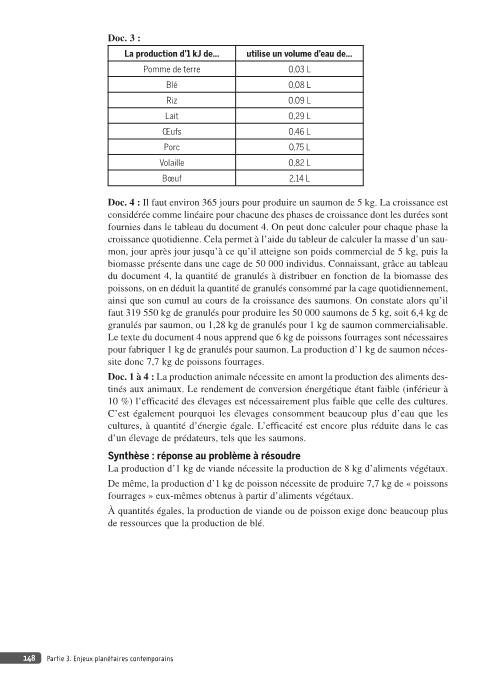 Doc. 3 :
La production d'1 kJ de... utilise un volume d'eau de...
Pomme de terre 0,03 L
Blé 0,08 L
Riz 0.09 L
Lait 0,29 L
Œufs 0,46 L
Porc 0,75 L
Volaille 0,82 L
Bœuf 2,14 L
Doc. 4 : Il faut environ 365 jours pour produire un saumon de 5 kg. La croissance est
considérée comme linéaire pour chacune des phases de croissance dont les durées sont
fournies dans le tableau du document 4. On peut donc calculer pour chaque phase la
croissance quotidienne. Cela permet à l'aide du tableur de calculer la masse d'un sau-
mon, jour après jour jusqu'à ce qu'il atteigne son poids commercial de 5 kg, puis la
biomasse présente dans une cage de 50 000 individus. Connaissant, grâce au tableau
du document 4, la quantité de granulés à distribuer en fonction de la biomasse des
poissons, on en déduit la quantité de granulés consommé par la cage quotidiennement,
ainsi que son cumul au cours de la croissance des saumons. On constate alors qu'il
faut 319 550 kg de granulés pour produire les 50 000 saumons de 5 kg, soit 6,4 kg de
granulés par saumon, ou 1,28 kg de granulés pour 1 kg de saumon commercialisable.
Le texte du document 4 nous apprend que 6 kg de poissons fourrages sont nécessaires
pour fabriquer 1 kg de granulés pour saumon. La production d'1 kg de saumon néces-
site donc 7,7 kg de poissons fourrages.
Doc. 1 à 4 : La production animale nécessite en amont la production des aliments des-
tinés aux animaux. Le rendement de conversion énergétique étant faible (inférieur à
10 %) l'efficacité des élevages est nécessairement plus faible que celle des cultures.
C'est également pourquoi les élevages consomment beaucoup plus d'eau que les
cultures, à quantité d'énergie égale. L'efficacité est encore plus réduite dans le cas
d'un élevage de prédateurs, tels que les saumons.
Synthèse : réponse au problème à résoudre
La production d'1 kg de viande nécessite la production de 8 kg d'aliments végétaux.
De même, la production d'1 kg de poisson nécessite de produire 7,7 kg de « poissons
fourrages » eux-mêmes obtenus à partir d'aliments végétaux.
À quantités égales, la production de viande ou de poisson exige donc beaucoup plus
de ressources que la production de blé.
148 Partie 3. Enjeux planétaires contemporains